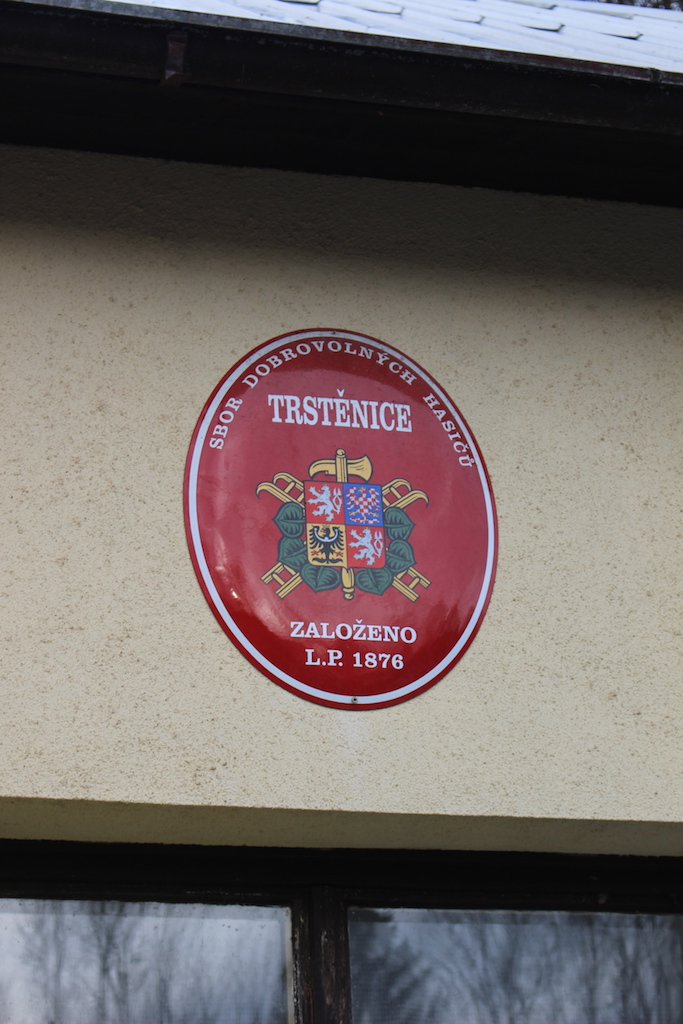 SBOR DOBROVOLNÝCH HASIČŮ
TRSTĚNICE
ZALOŽENO
L.P. 1876